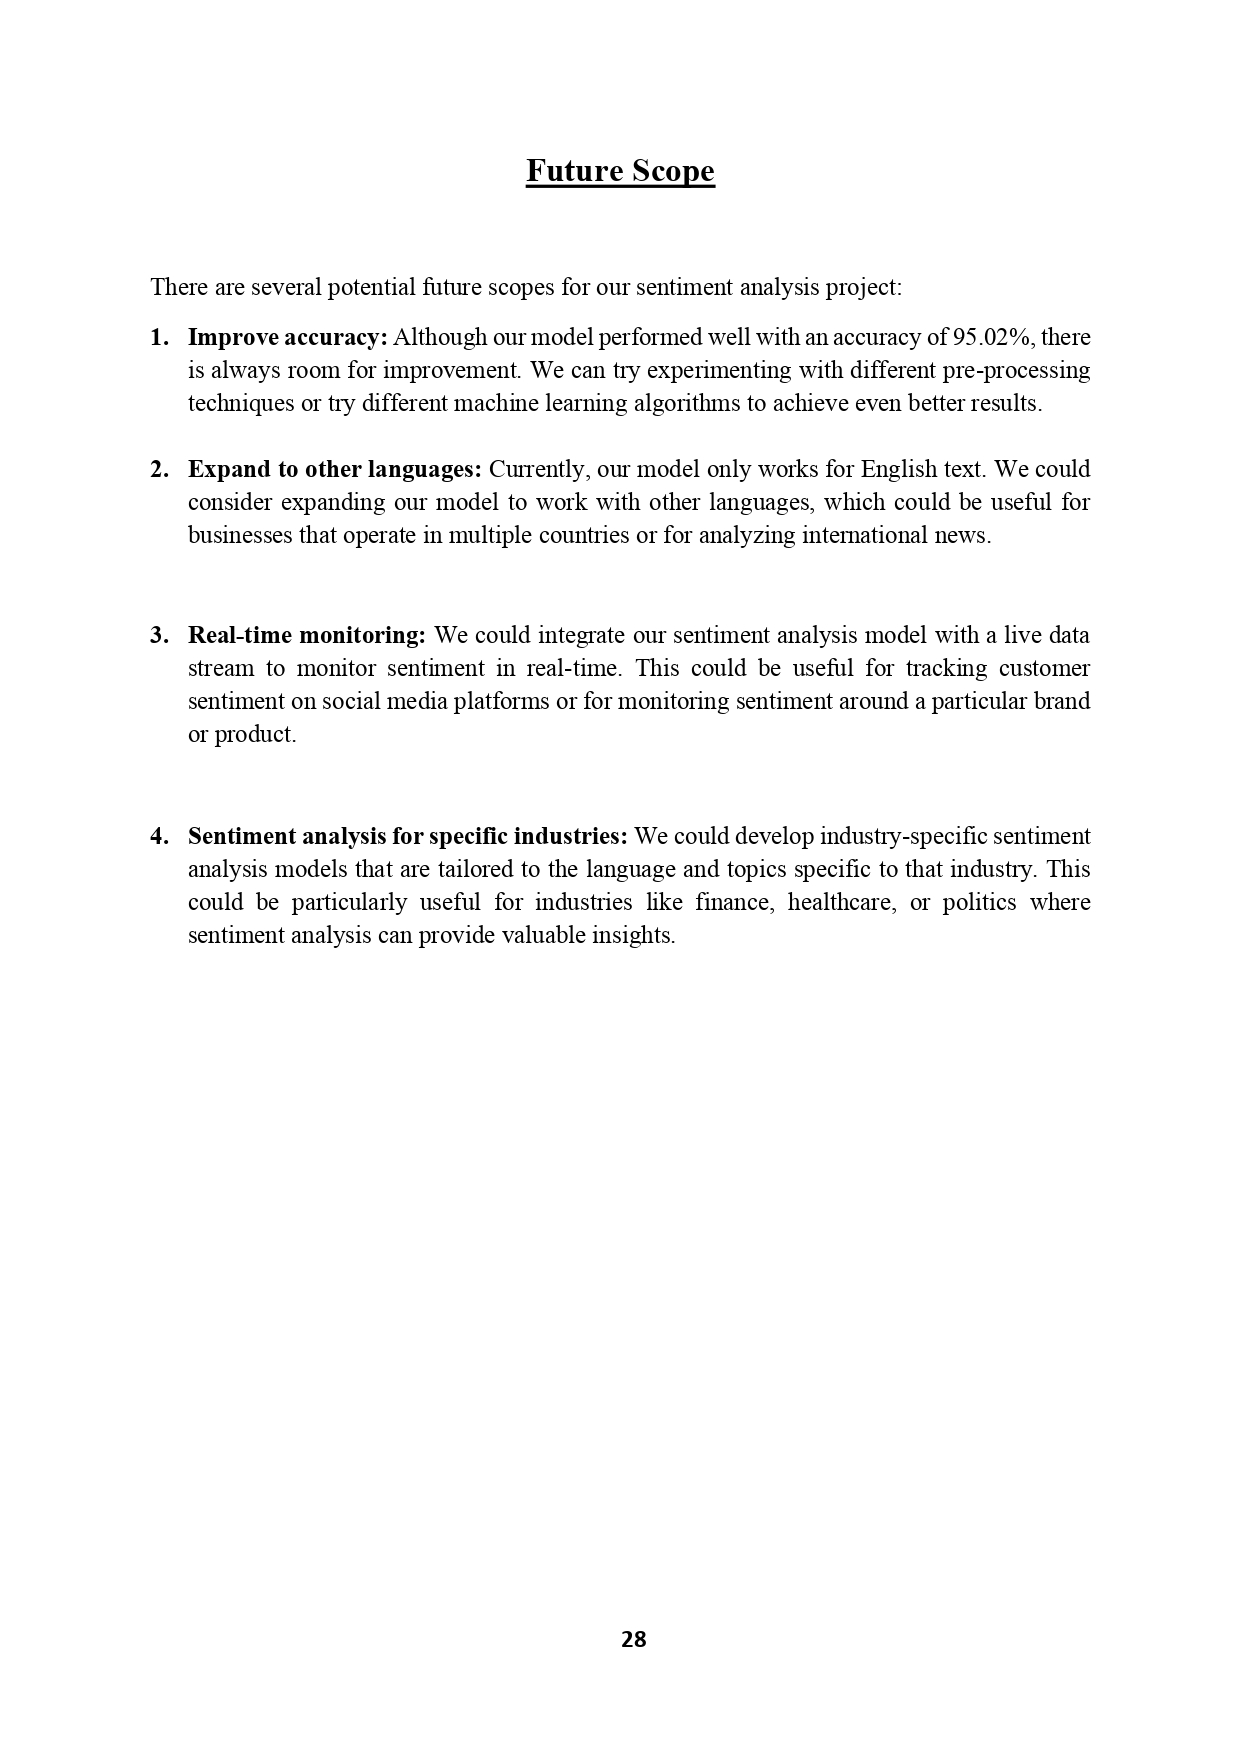 Future Scope
There are several potential future scopes for our sentiment analysis project:
1. Improve accuracy: Although our model performed well with an accuracy of 95.02%, there
is always room for improvement. We can try experimenting with different pre-processing
techniques or try different machine learning algorithms to achieve even better results.
2. Expand to other languages: Currently, our model only works for English text. We could
consider expanding our model to work with other languages, which could be useful for
businesses that operate in multiple countries or for analyzing international news.
3. Real-time monitoring: We could integrate our sentiment analysis model with a live data
stream to monitor sentiment in real-time. This could be useful for tracking customer
sentiment on social media platforms or for monitoring sentiment around a particular brand
or product.
4. Sentiment analysis for specific industries: We could develop industry-specific sentiment
analysis models that are tailored to the language and topics specific to that industry. This
could be particularly useful for industries like finance, healthcare, or politics where
sentiment analysis can provide valuable insights.
28